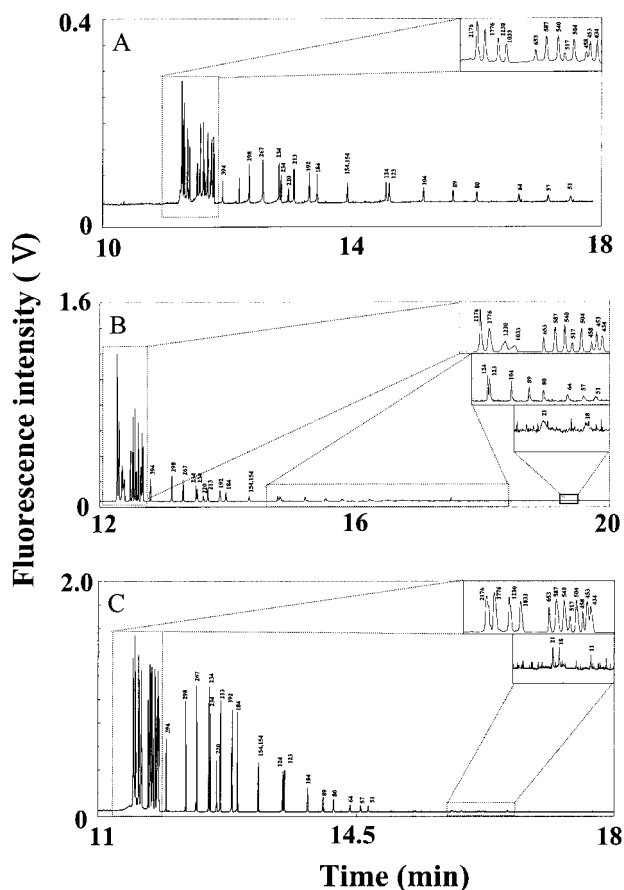 Fluorescence intensity ( V)
A
0.4
0
2176 1776 1230 1033 653 587 540 517 504 458 453 434
394 298 267 234 234 220 213 192 184 154,154 124 123 104 89 80 64 57 51
10 14 18
B
1.6
0
2176 1776 1230 1033 653 587 540 517 504 458 453 434
124 123 104 89 80 64 57 51
21 18
394 298 267 234 234 220 213 192 184 154,154
12 16 20
C
2.0
0
2176 1776 1230 1033 653 587 540 517 504 458 453 434
21 18 11
394 298 267 234 234 220 213 192 184 154,154 124 123 104 89 80 64 57 51
11 14.5 18
Time (min)